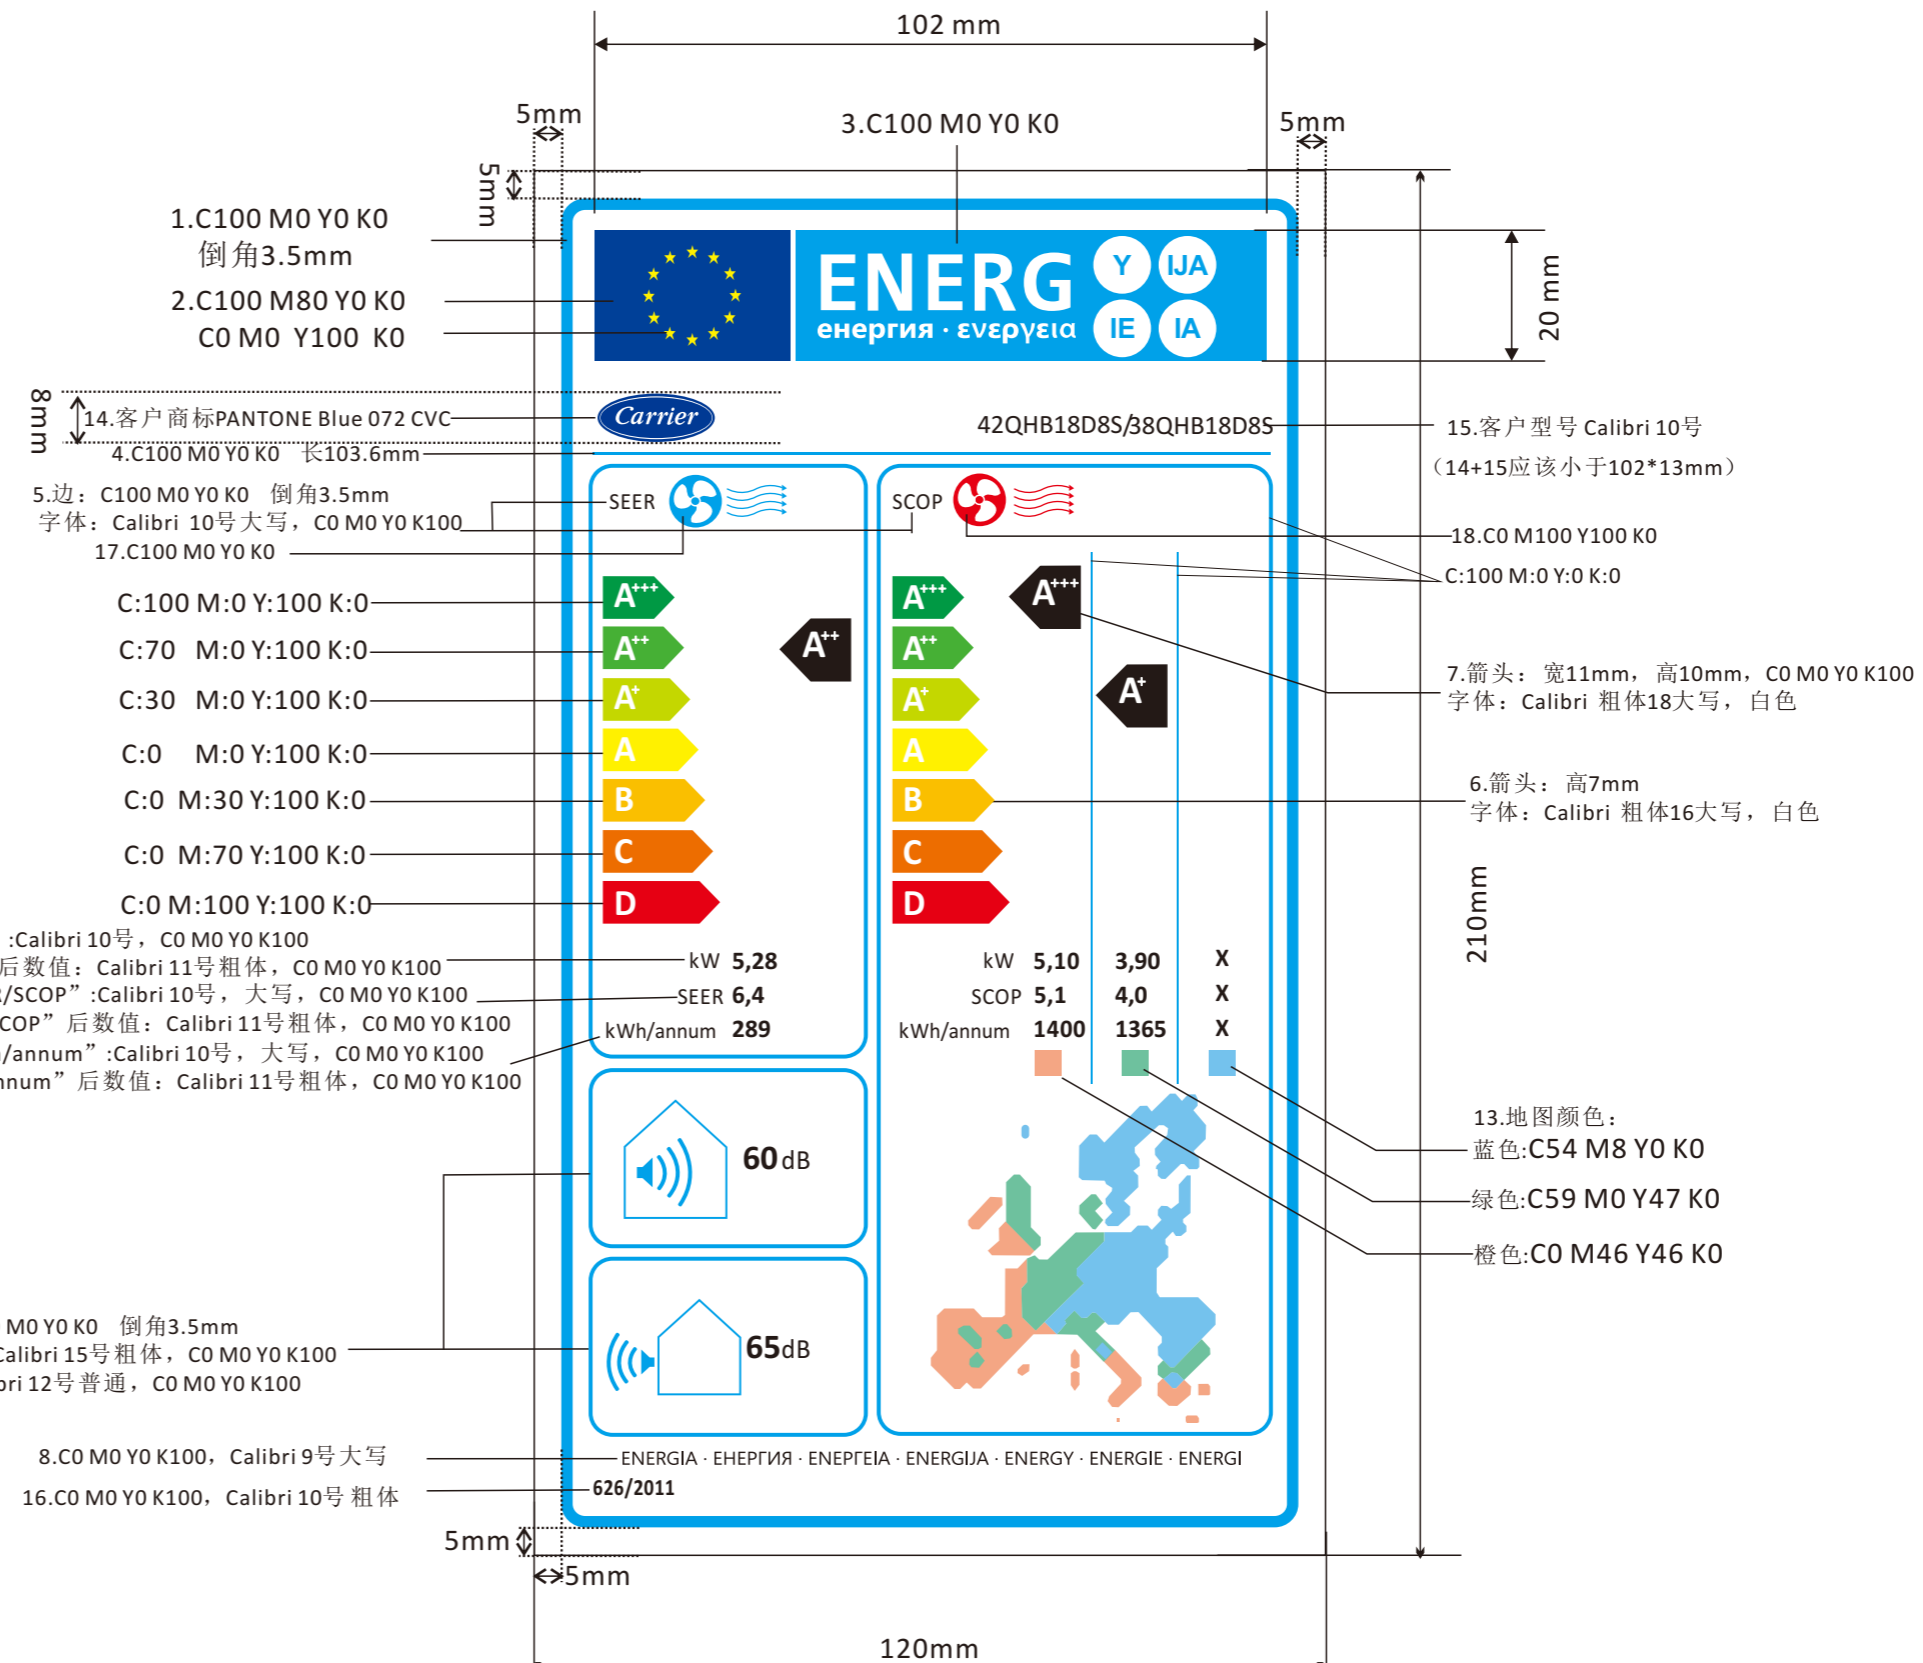 102 mm
5mm
3.C100 M0 Y0 K0
5mm
5mm
1.C100 M0 Y0 K0
倒角3.5mm
2.C100 M80 Y0 K0
C0 M0 Y100 K0
ENERG
енергия · ενεργεια
Y
IJA
IE
IA
20 mm
8mm
14.客户商标PANTONE Blue 072 CVC
Carrier
42QHB18D8S/38QHB18D8S
15.客户型号 Calibri 10号
（14+15应该小于102*13mm）
4.C100 M0 Y0 K0 长103.6mm
5.边：C100 M0 Y0 K0 倒角3.5mm
字体：Calibri 10号大写，C0 M0 Y0 K100
17.C100 M0 Y0 K0
SEER
SCOP
18.C0 M100 Y100 K0
C:100 M:0 Y:0 K:0
C:100 M:0 Y:100 K:0
C:70 M:0 Y:100 K:0
C:30 M:0 Y:100 K:0
C:0 M:0 Y:100 K:0
C:0 M:30 Y:100 K:0
C:0 M:70 Y:100 K:0
C:0 M:100 Y:100 K:0
A+++
A++
A+
A
B
C
D
A++
A+++
A++
A+
A
B
C
D
A+++
A+
7.箭头：宽11mm，高10mm，C0 M0 Y0 K100
字体：Calibri 粗体18大写，白色
6.箭头：高7mm
字体：Calibri 粗体16大写，白色
210mm
:Calibri 10号，C0 M0 Y0 K100
后数值：Calibri 11号粗体，C0 M0 Y0 K100
/SCOP” :Calibri 10号，大写，C0 M0 Y0 K100
COP” 后数值：Calibri 11号粗体，C0 M0 Y0 K100
/annum” :Calibri 10号，大写，C0 M0 Y0 K100
nnum” 后数值：Calibri 11号粗体，C0 M0 Y0 K100
kW 5,28
SEER 6,4
kWh/annum 289
kW 5,10 3,90 X
SCOP 5,1 4,0 X
kWh/annum 1400 1365 X
60dB
65dB
13.地图颜色：
蓝色:C54 M8 Y0 K0
绿色:C59 M0 Y47 K0
橙色:C0 M46 Y46 K0
M0 Y0 K0 倒角3.5mm
Calibri 15号粗体，C0 M0 Y0 K100
bri 12号普通，C0 M0 Y0 K100
8.C0 M0 Y0 K100，Calibri 9号大写
16.C0 M0 Y0 K100，Calibri 10号 粗体
ENERGIA · ЕНЕРГИЯ · ΕΝΕΡΓΕΙΑ · ENERGIJA · ENERGY · ENERGIE · ENERGI
626/2011
5mm
5mm
120mm